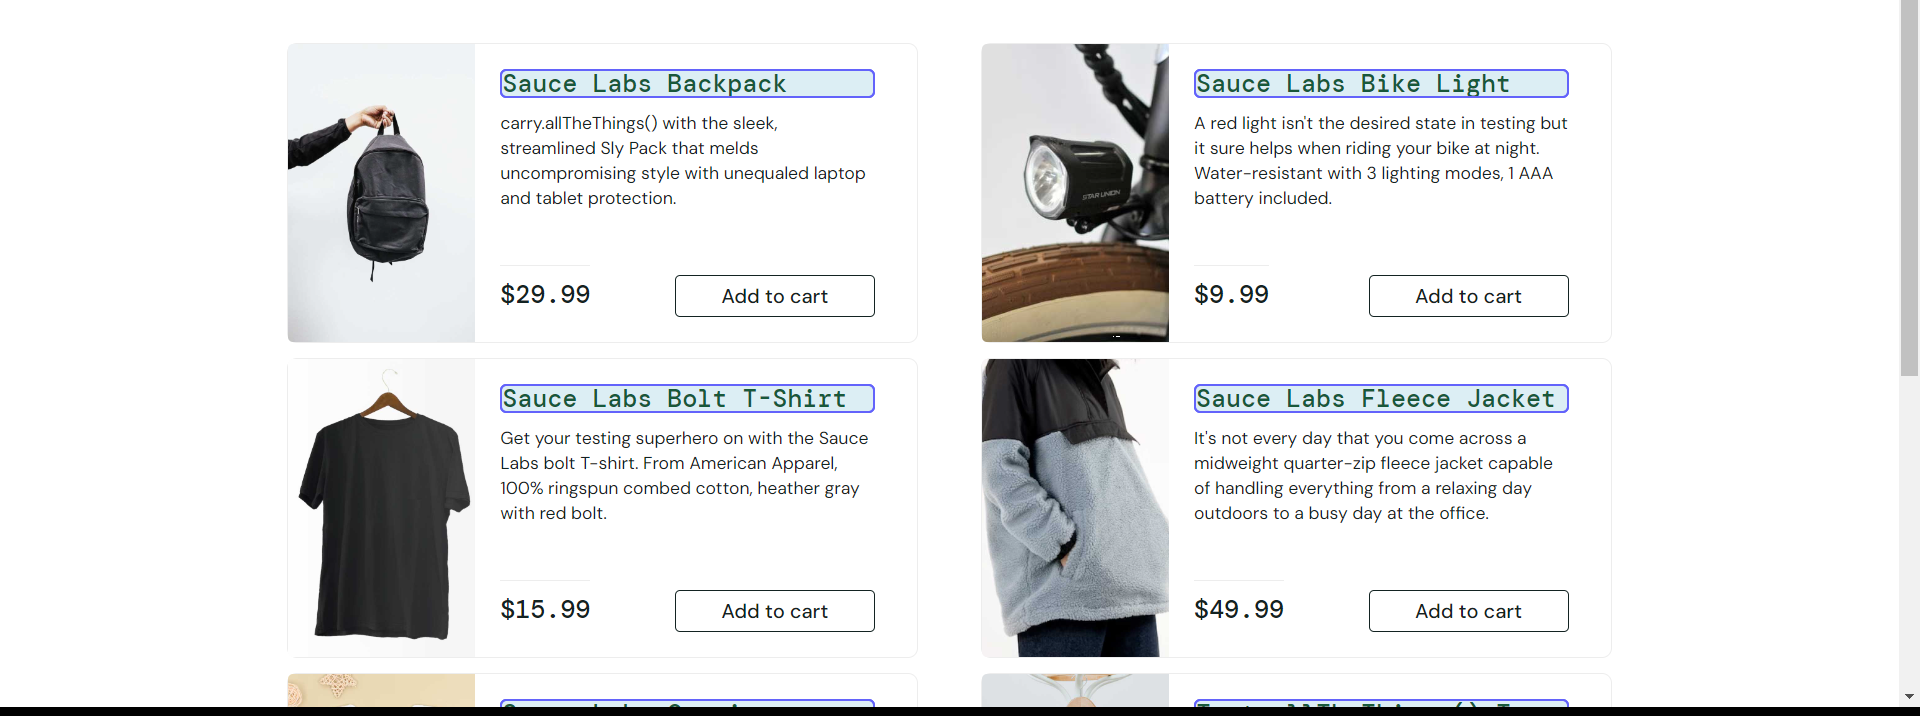 Sauce Labs Backpack
carry.allTheThings() with the sleek,
streamlined Sly Pack that melds
uncompromising style with unequaled laptop
and tablet protection.
$29.99
Add to cart
Sauce Labs Bike Light
A red light isn't the desired state in testing but
it sure helps when riding your bike at night.
Water-resistant with 3 lighting modes, 1 AAA
battery included.
$9.99
Add to cart
STAR UNION
Sauce Labs Bolt T-Shirt
Get your testing superhero on with the Sauce
Labs bolt T-shirt. From American Apparel,
100% ringspun combed cotton, heather gray
with red bolt.
$15.99
Add to cart
Sauce Labs Fleece Jacket
It's not every day that you come across a
midweight quarter-zip fleece jacket capable
of handling everything from a relaxing day
outdoors to a busy day at the office.
$49.99
Add to cart